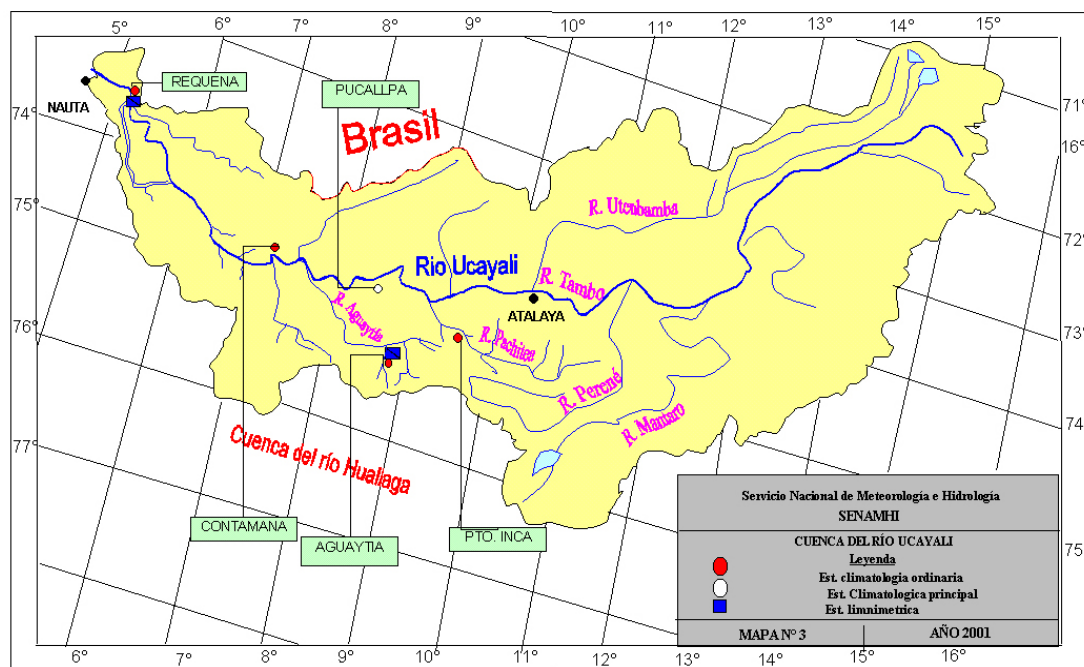 5° 6° 7° 8° 9° 10° 11° 12° 13° 14° 15°
REQUENA
PUCALLPA
NAUTA
74°
Brasil
71°
16°
75°
R. Utcubamba
72°
Rio Ucayali
R. Tambo
ATALAYA
76°
R. Aguaytia
R. Pachitea
73°
R. Perené
R. Mantaro
77°
Cuenca del río Huallaga
74°
CONTAMANA
AGUAYTIA
PTO. INCA
75°
Servicio Nacional de Meteorología e Hidrología
SENAMHI
CUENCA DEL RÍO UCAYALI
Leyenda
Est. climatologia ordinaria
Est. Climatologica principal
Est. limnimetrica
MAPA N° 3 AÑO 2001
6° 7° 8° 9° 10° 11° 12° 13° 14° 15° 16°